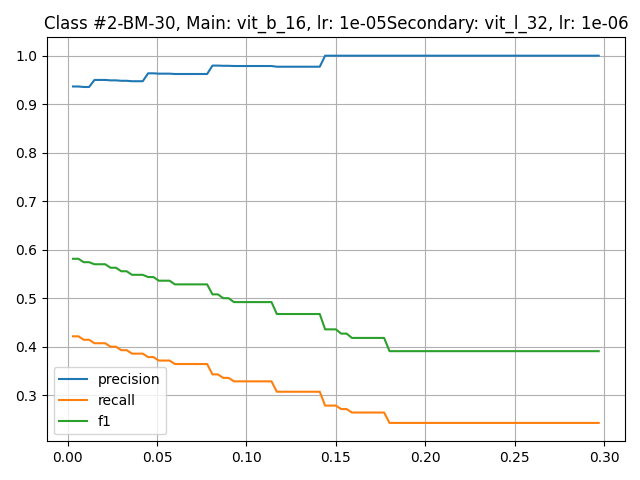 Class #2-BM-30, Main: vit_b_16, lr: 1e-05Secondary: vit_l_32, lr: 1e-06
1.0
0.9
0.8
0.7
0.6
0.5
0.4
0.3
precision
recall
f1
0.00 0.05 0.10 0.15 0.20 0.25 0.30